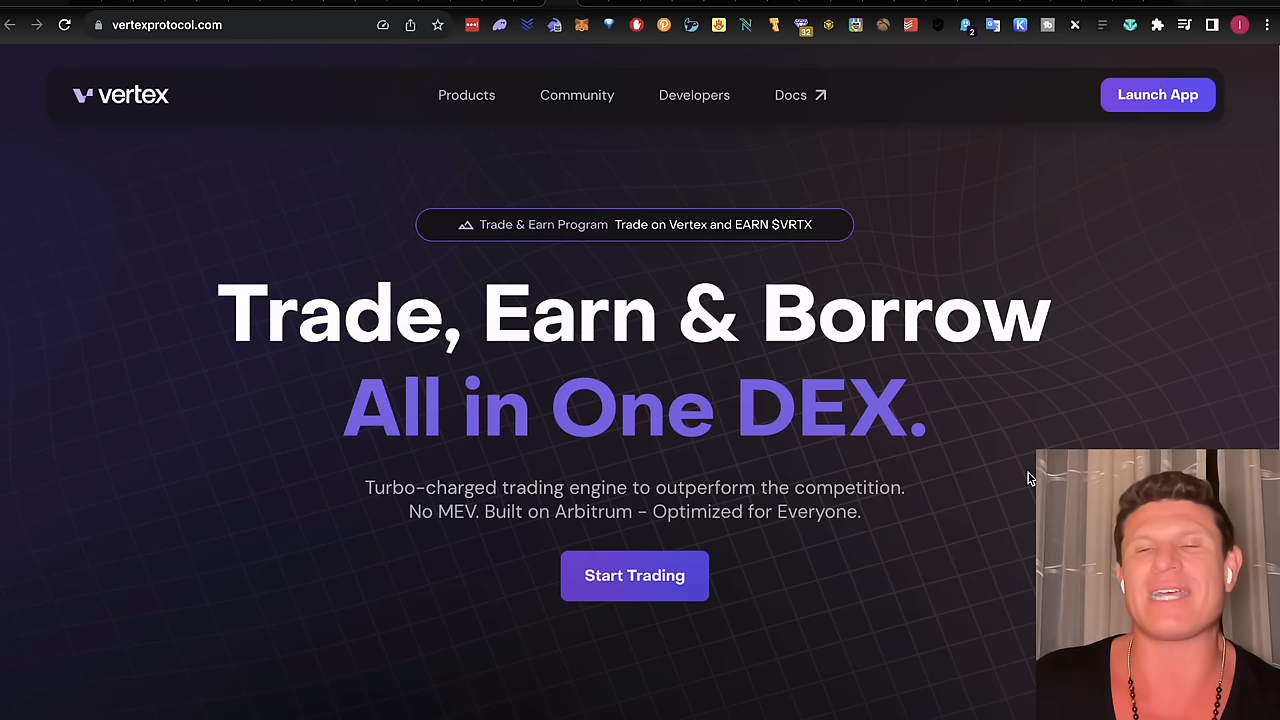 vertexprotocol.com
32
2
I
vertex
Products
Community
Developers
Docs
Launch App
Trade & Earn Program Trade on Vertex and EARN $VRTX
Trade, Earn & Borrow
All in One DEX.
Turbo-charged trading engine to outperform the competition.
No MEV. Built on Arbitrum - Optimized for Everyone.
Start Trading